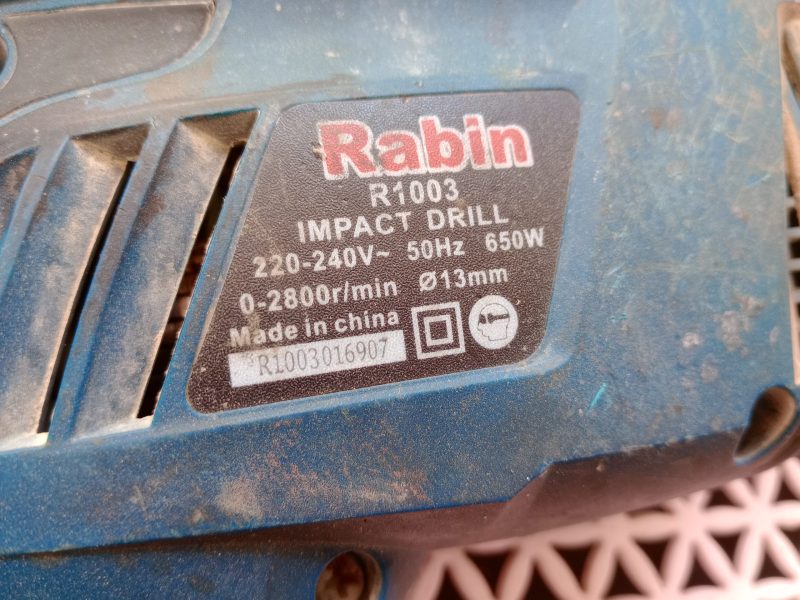 Rabin
R1003
IMPACT DRILL
220-240V~ 50Hz 650W
0-2800r/min Ø13mm
Made in china
R1003016907